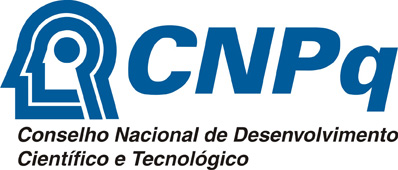 CNPq
Conselho Nacional de Desenvolvimento
Científico e Tecnológico